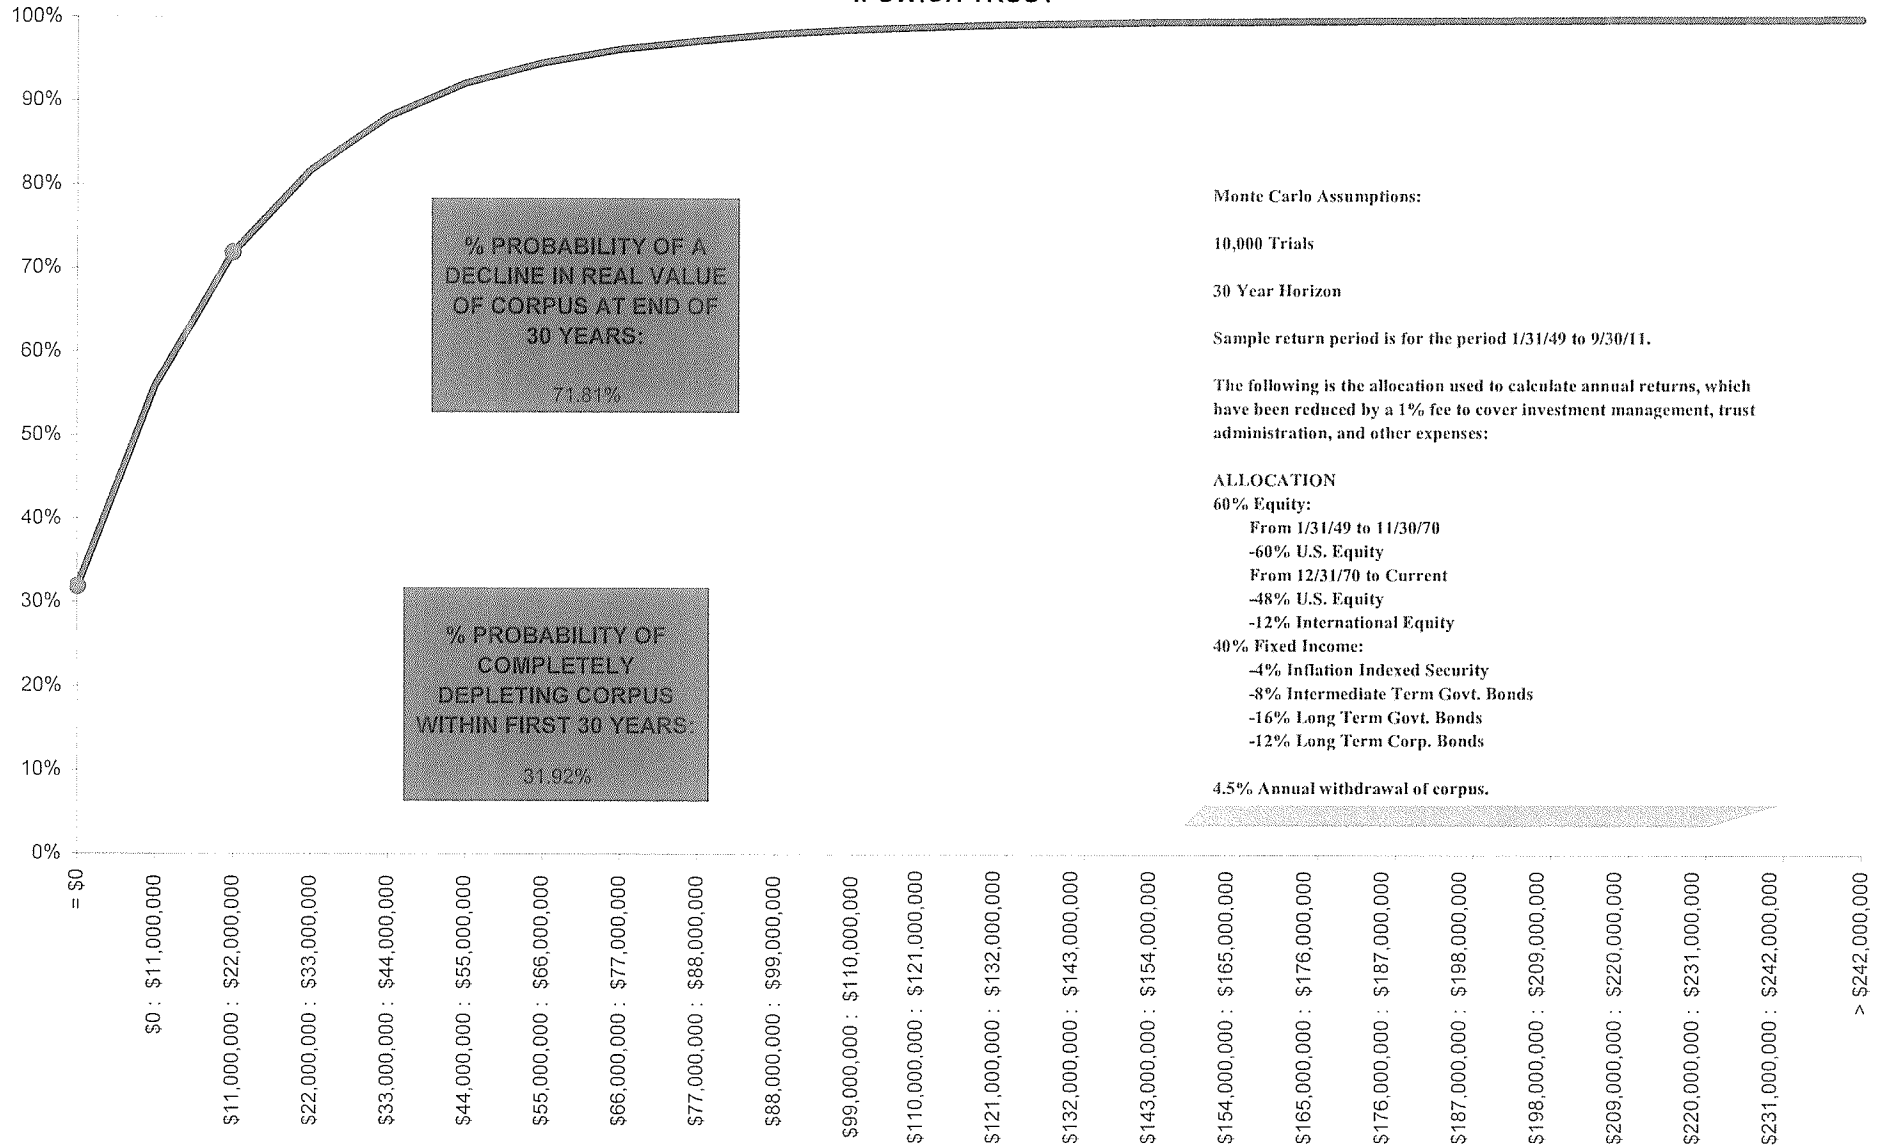 100%
90%
80%
70%
60%
50%
40%
30%
20%
10%
0%
% PROBABILITY OF A
DECLINE IN REAL VALUE
OF CORPUS AT END OF
30 YEARS:
71.81%
% PROBABILITY OF
COMPLETELY
DEPLETING CORPUS
WITHIN FIRST 30 YEARS:
31.92%
Monte Carlo Assumptions:
10,000 Trials
30 Year Horizon
Sample return period is for the period 1/31/49 to 9/30/11.
The following is the allocation used to calculate annual returns, which
have been reduced by a 1% fee to cover investment management, trust
administration, and other expenses:
ALLOCATION
60% Equity:
From 1/31/49 to 11/30/70
-60% U.S. Equity
From 12/31/70 to Current
-48% U.S. Equity
-12% International Equity
40% Fixed Income:
-4% Inflation Indexed Security
-8% Intermediate Term Govt. Bonds
-16% Long Term Govt. Bonds
-12% Long Term Corp. Bonds
4.5% Annual withdrawal of corpus.
= $0
$0 : $11,000,000
$11,000,000 : $22,000,000
$22,000,000 : $33,000,000
$33,000,000 : $44,000,000
$44,000,000 : $55,000,000
$55,000,000 : $66,000,000
$66,000,000 : $77,000,000
$77,000,000 : $88,000,000
$88,000,000 : $99,000,000
$99,000,000 : $110,000,000
$110,000,000 : $121,000,000
$121,000,000 : $132,000,000
$132,000,000 : $143,000,000
$143,000,000 : $154,000,000
$154,000,000 : $165,000,000
$165,000,000 : $176,000,000
$176,000,000 : $187,000,000
$187,000,000 : $198,000,000
$198,000,000 : $209,000,000
$209,000,000 : $220,000,000
$220,000,000 : $231,000,000
$231,000,000 : $242,000,000
> $242,000,000